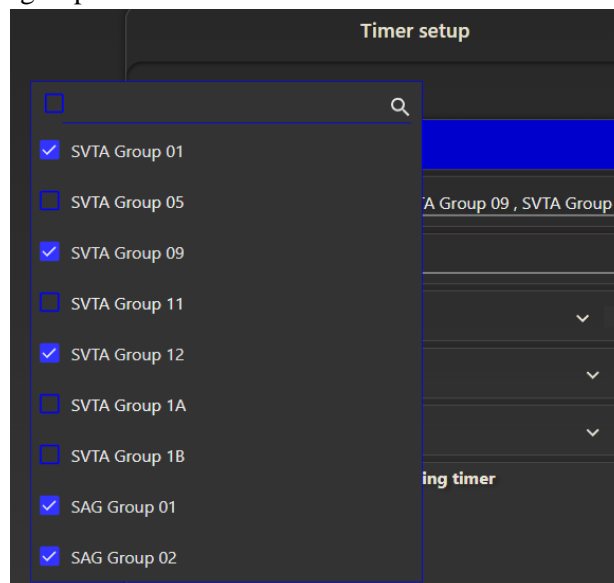 Timer setup
SVTA Group 01
SVTA Group 05
SVTA Group 09
SVTA Group 11
SVTA Group 12
SVTA Group 1A
SVTA Group 1B
SAG Group 01
SAG Group 02
Group 09 , SVTA Group
timer